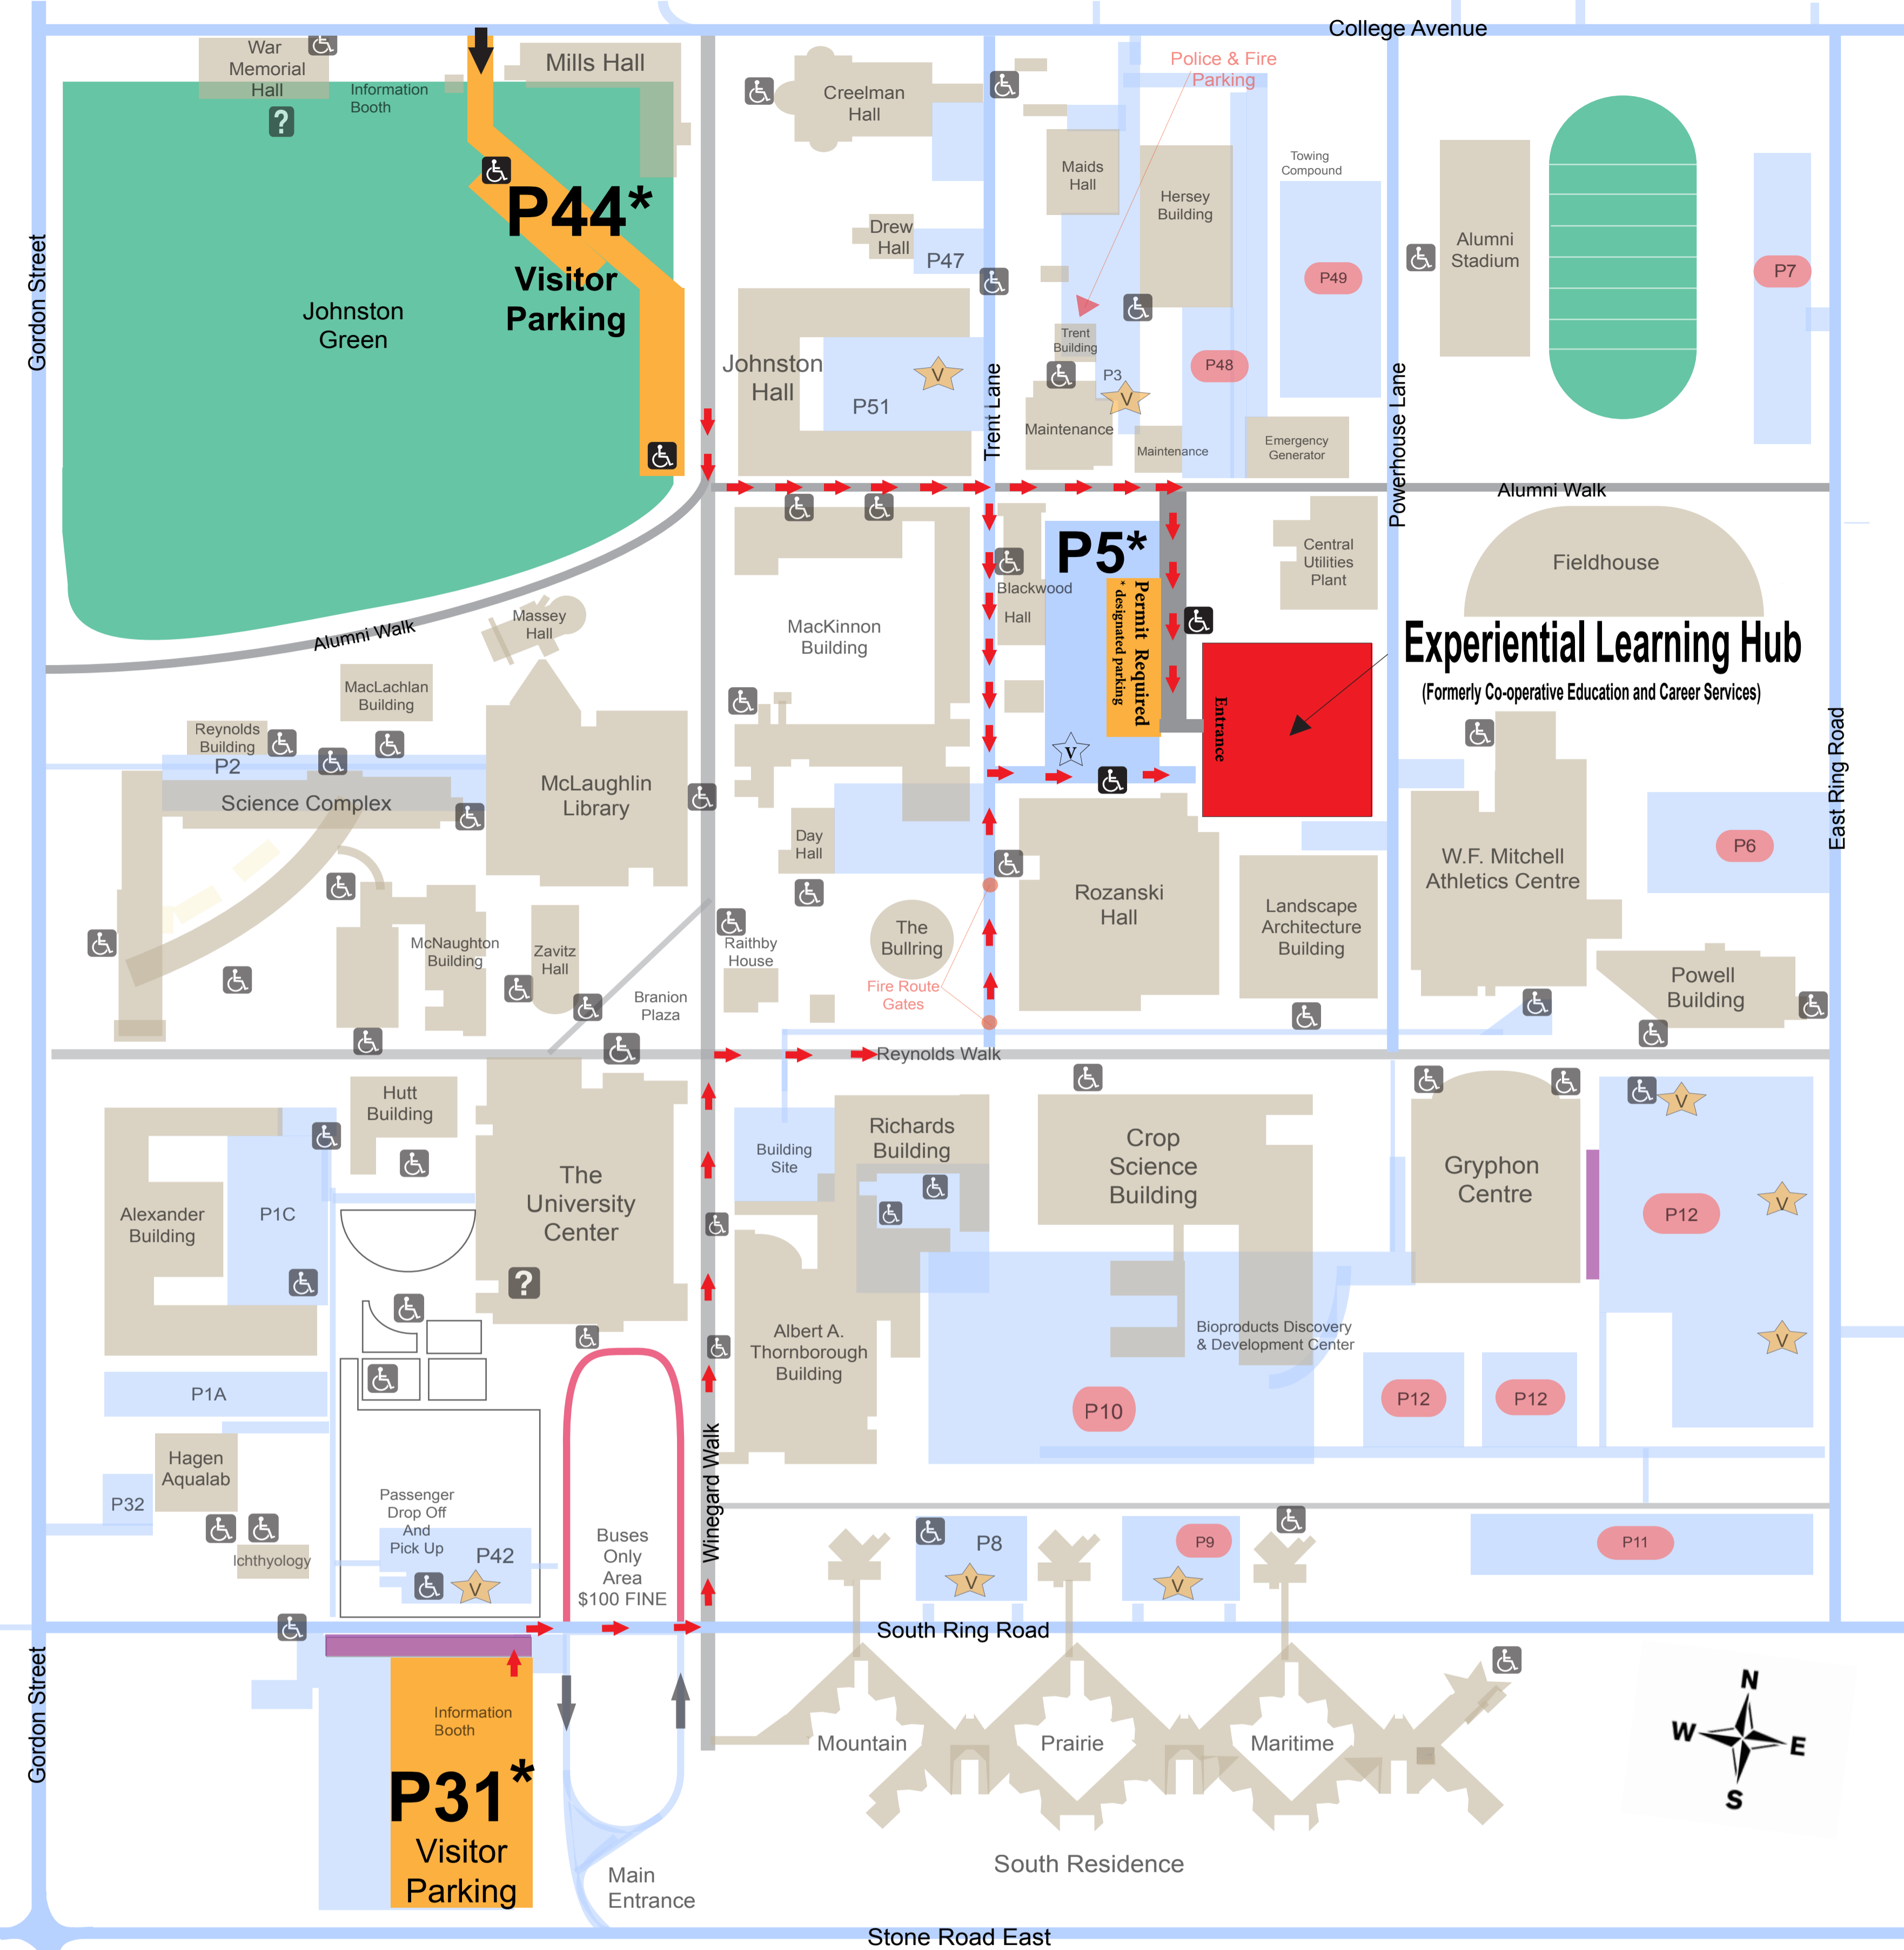 College Avenue
War
Memorial
Hall
Information
Booth
?
Mills Hall
Creelman
Hall
Police & Fire
Parking
Maids
Hall
Hersey
Building
Towing
Compound
Alumni
Stadium
P7
P44*
Visitor
Parking
Drew
Hall
P47
P49
Gordon Street
Johnston
Green
Johnston
Hall
V
P51
Trent Lane
Trent
Building
P3
V
P48
Maintenance
Maintenance
Emergency
Generator
Powerhouse Lane
Alumni Walk
P5*
Permit Required
* designated parking
V
Blackwood
Hall
Central
Utilities
Plant
Fieldhouse
Experiential Learning Hub
(Formerly Co-operative Education and Career Services)
Entrance
Alumni Walk
Massey
Hall
MacKinnon
Building
MacLachlan
Building
Reynolds
Building
P2
Science Complex
McLaughlin
Library
Day
Hall
East Ring Road
P6
W.F. Mitchell
Athletics Centre
Rozanski
Hall
Landscape
Architecture
Building
The
Bullring
Fire Route
Gates
McNaughton
Building
Zavitz
Hall
Raithby
House
Branion
Plaza
Powell
Building
Reynolds Walk
Hutt
Building
Alexander
Building
P1C
The
University
Center
?
Building
Site
Richards
Building
Crop
Science
Building
Gryphon
Centre
V
P12
V
V
Albert A.
Thornborough
Building
Bioproducts Discovery
& Development Center
P10
P12
P12
P1A
Hagen
Aqualab
P32
Ichthyology
Passenger
Drop Off
And
Pick Up
P42
V
Buses
Only
Area
$100 FINE
Winegard Walk
P8
V
P9
V
P11
South Ring Road
Gordon Street
Information
Booth
P31*
Visitor
Parking
Main
Entrance
Mountain
Prairie
Maritime
South Residence
N
W
E
S
Stone Road East